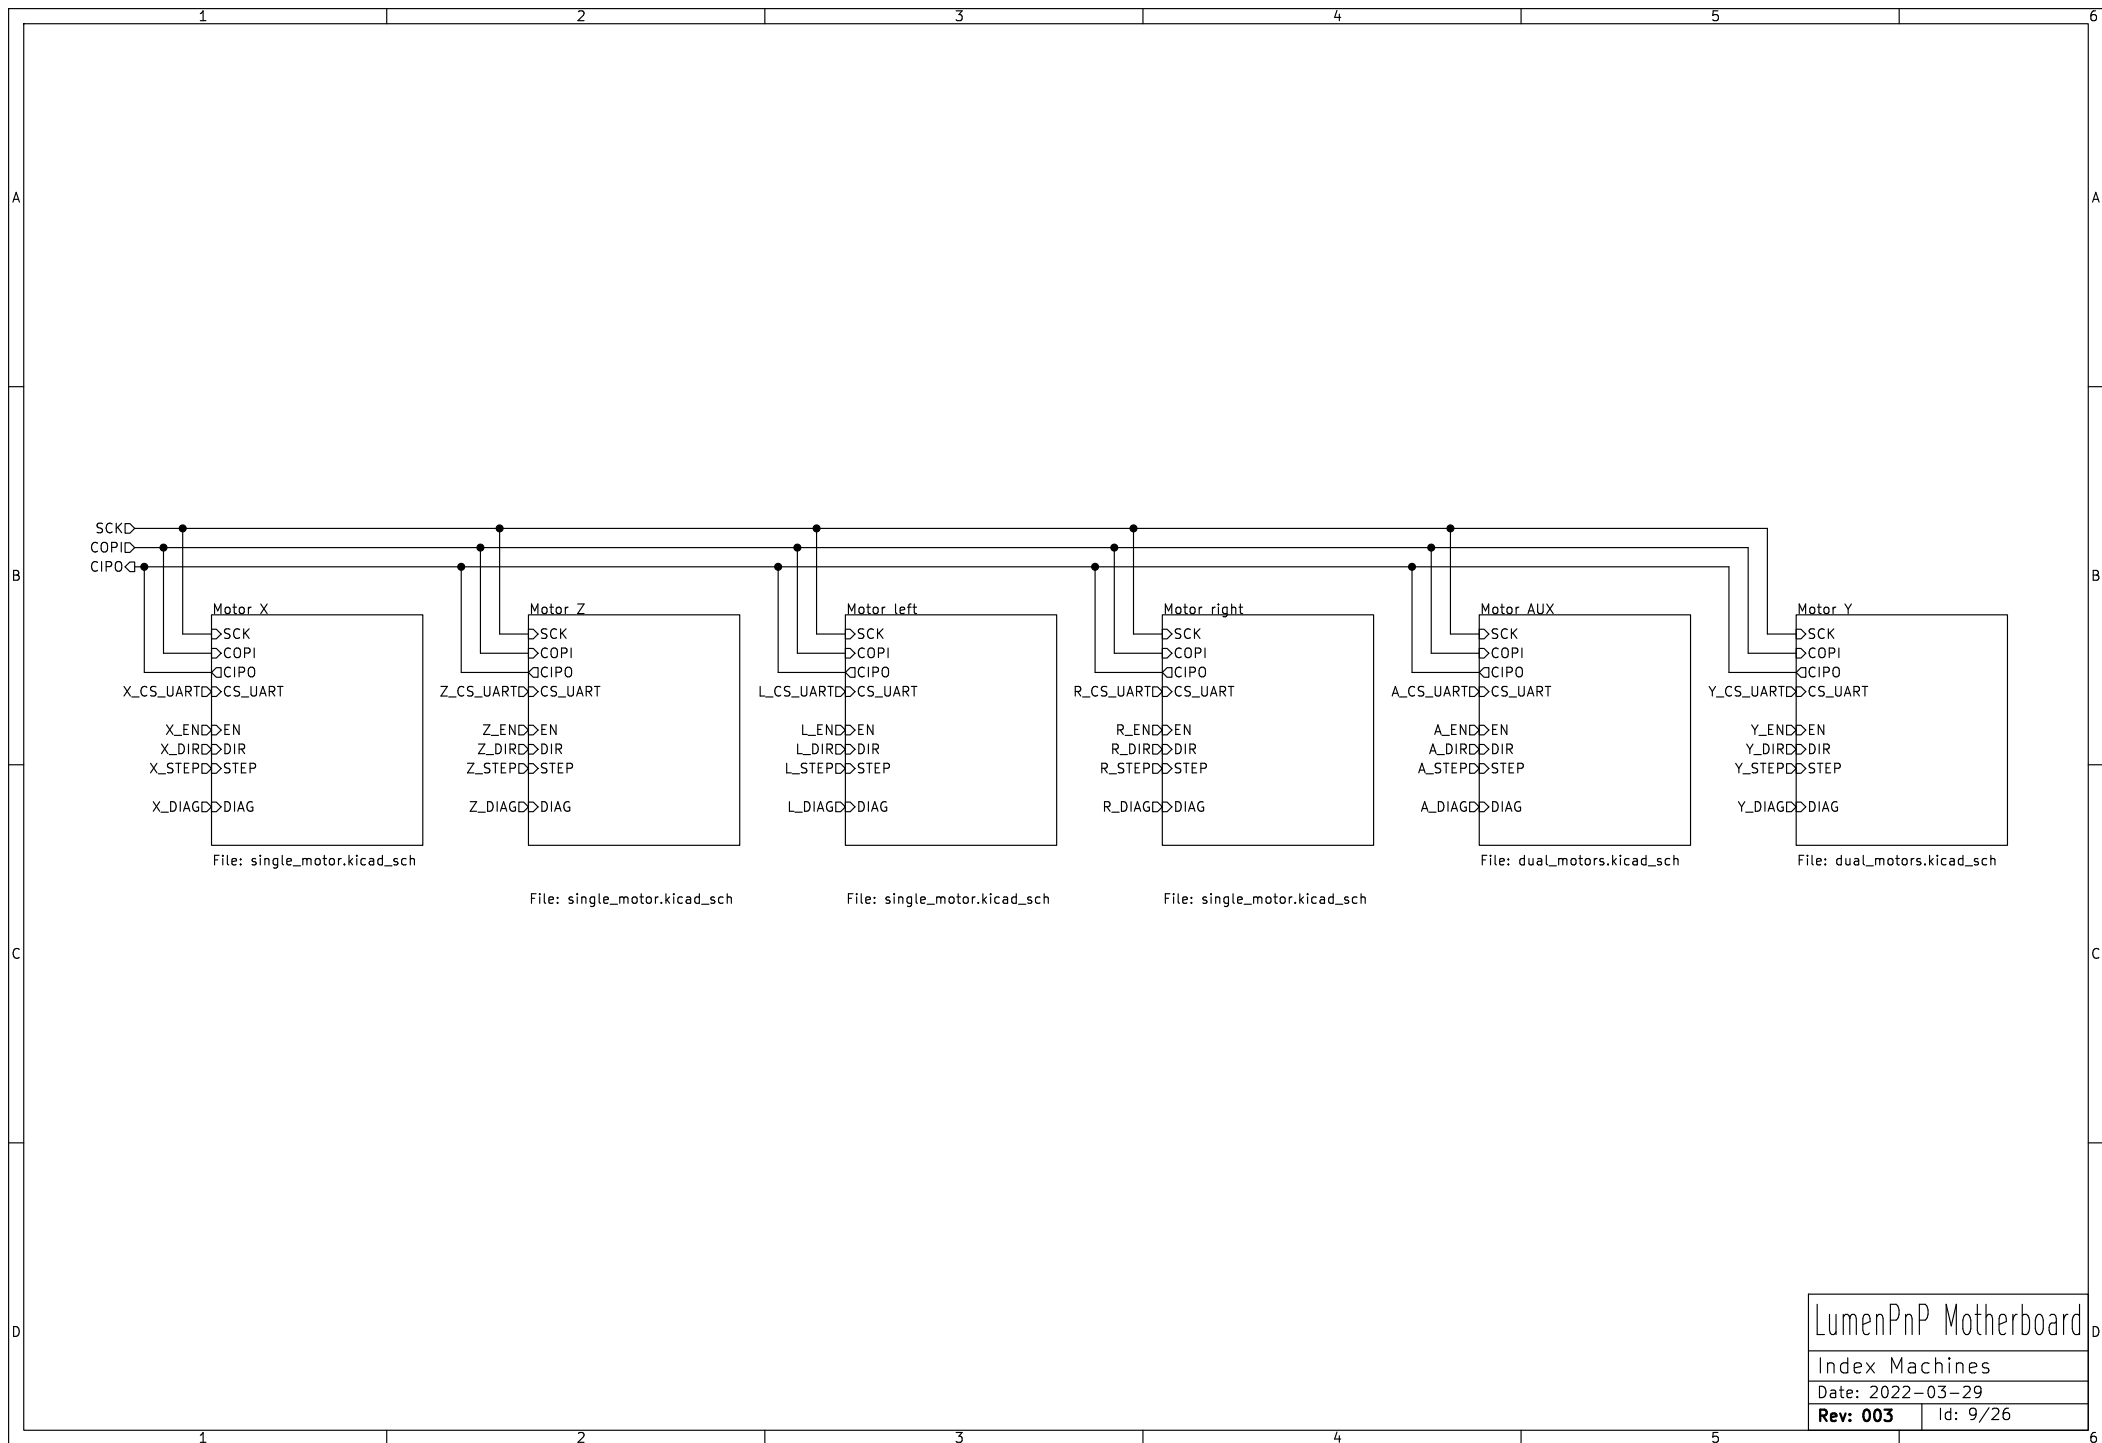 1 2 3 4 5 6
A A
SCK
COPI
CIPO
B B
Motor X Motor Z Motor left Motor right Motor AUX Motor Y
SCK SCK SCK SCK SCK SCK
COPI COPI COPI COPI COPI COPI
CIPO CIPO CIPO CIPO CIPO CIPO
X_CS_UART CS_UART Z_CS_UART CS_UART L_CS_UART CS_UART R_CS_UART CS_UART A_CS_UART CS_UART Y_CS_UART CS_UART
X_EN EN Z_EN EN L_EN EN R_EN EN A_EN EN Y_EN EN
X_DIR DIR Z_DIR DIR L_DIR DIR R_DIR DIR A_DIR DIR Y_DIR DIR
X_STEP STEP Z_STEP STEP L_STEP STEP R_STEP STEP A_STEP STEP Y_STEP STEP
X_DIAG DIAG Z_DIAG DIAG L_DIAG DIAG R_DIAG DIAG A_DIAG DIAG Y_DIAG DIAG
File: single_motor.kicad_sch File: dual_motors.kicad_sch File: dual_motors.kicad_sch
File: single_motor.kicad_sch File: single_motor.kicad_sch File: single_motor.kicad_sch
C C
D D
LumenPnP Motherboard
Index Machines
Date: 2022-03-29
Rev: 003 Id: 9/26
1 2 3 4 5 6